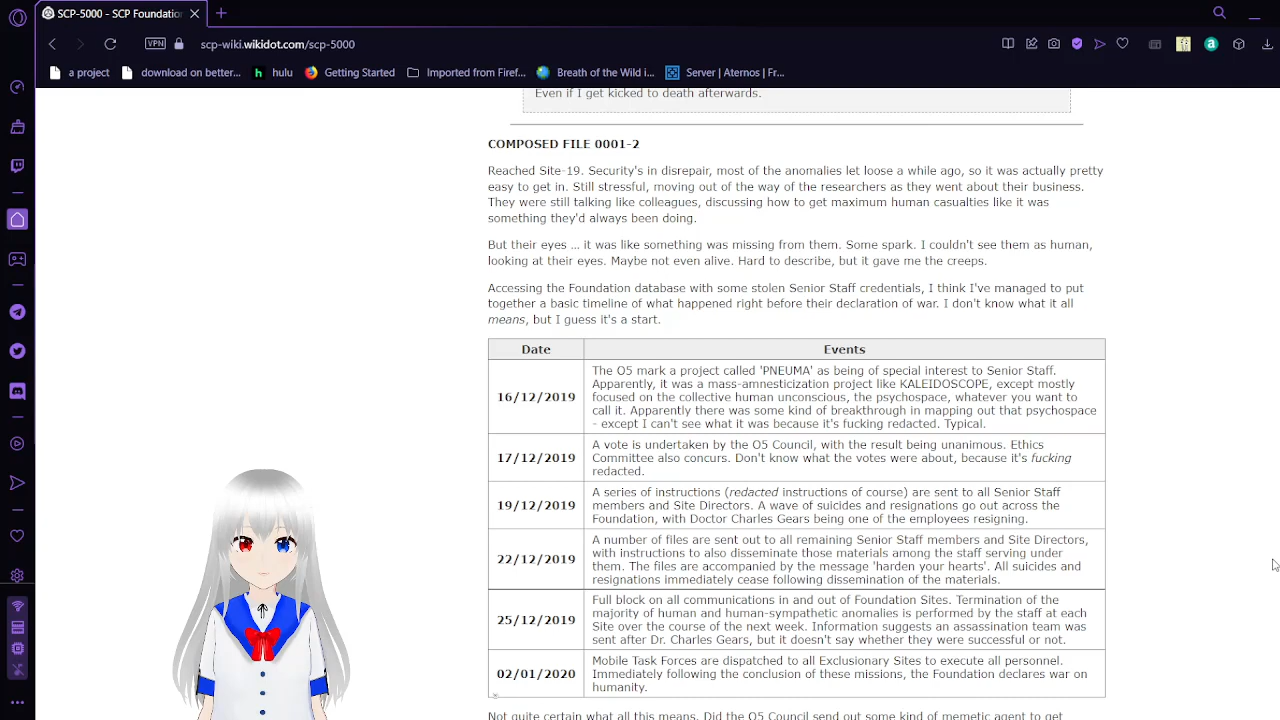 SCP-5000 - SCP Foundation
VPN
scp-wiki.wikidot.com/scp-5000
a project
download on better...
h hulu
Getting Started
Imported from Firef...
Breath of the Wild i...
Server | Aternos | Fr...
Even if I get kicked to death afterwards.
COMPOSED FILE 0001-2
Reached Site-19. Security's in disrepair, most of the anomalies let loose a while ago, so it was actually pretty
easy to get in. Still stressful, moving out of the way of the researchers as they went about their business.
They were still talking like colleagues, discussing how to get maximum human casualties like it was
something they'd always been doing.
But their eyes ... it was like something was missing from them. Some spark. I couldn't see them as human,
looking at their eyes. Maybe not even alive. Hard to describe, but it gave me the creeps.
Accessing the Foundation database with some stolen Senior Staff credentials, I think I've managed to put
together a basic timeline of what happened right before their declaration of war. I don't know what it all
means, but I guess it's a start.
Date Events
16/12/2019
The O5 mark a project called 'PNEUMA' as being of special interest to Senior Staff.
Apparently, it was a mass-amnesticization project like KALEIDOSCOPE, except mostly
focused on the collective human unconscious, the psychospace, whatever you want to
call it. Apparently there was some kind of breakthrough in mapping out that psychospace
- except I can't see what it was because it's fucking redacted. Typical.
17/12/2019
A vote is undertaken by the O5 Council, with the result being unanimous. Ethics
Committee also concurs. Don't know what the votes were about, because it's fucking
redacted.
19/12/2019
A series of instructions (redacted instructions of course) are sent to all Senior Staff
members and Site Directors. A wave of suicides and resignations go out across the
Foundation, with Doctor Charles Gears being one of the employees resigning.
22/12/2019
A number of files are sent out to all remaining Senior Staff members and Site Directors,
with instructions to also disseminate those materials among the staff serving under
them. The files are accompanied by the message 'harden your hearts'. All suicides and
resignations immediately cease following dissemination of the materials.
25/12/2019
Full block on all communications in and out of Foundation Sites. Termination of the
majority of human and human-sympathetic anomalies is performed by the staff at each
Site over the course of the next week. Information suggests an assassination team was
sent after Dr. Charles Gears, but it doesn't say whether they were successful or not.
02/01/2020
Mobile Task Forces are dispatched to all Exclusionary Sites to execute all personnel.
Immediately following the conclusion of these missions, the Foundation declares war on
humanity.
Not quite certain what all this means. Did the O5 Council send out some kind of memetic agent to get